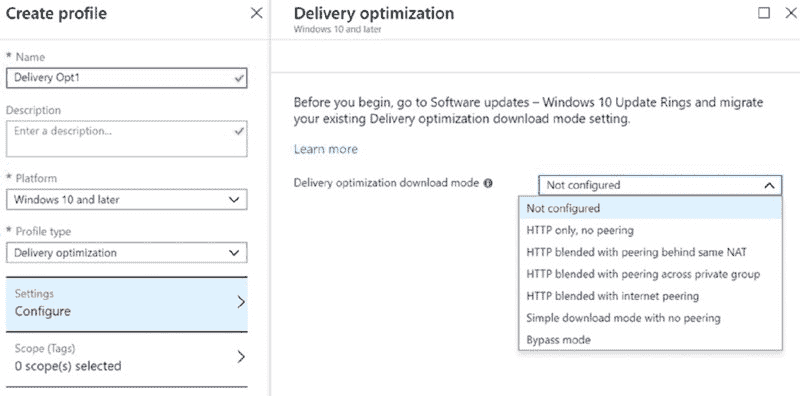 Create profile
* Name
Delivery Opt1
Description
Enter a description...
* Platform
Windows 10 and later
* Profile type
Delivery optimization
Settings
Configure
Scope (Tags)
0 scope(s) selected
Delivery optimization
Windows 10 and later
Before you begin, go to Software updates – Windows 10 Update Rings and migrate
your existing Delivery optimization download mode setting.
Learn more
Delivery optimization download mode
Not configured
Not configured
HTTP only, no peering
HTTP blended with peering behind same NAT
HTTP blended with peering across private group
HTTP blended with internet peering
Simple download mode with no peering
Bypass mode